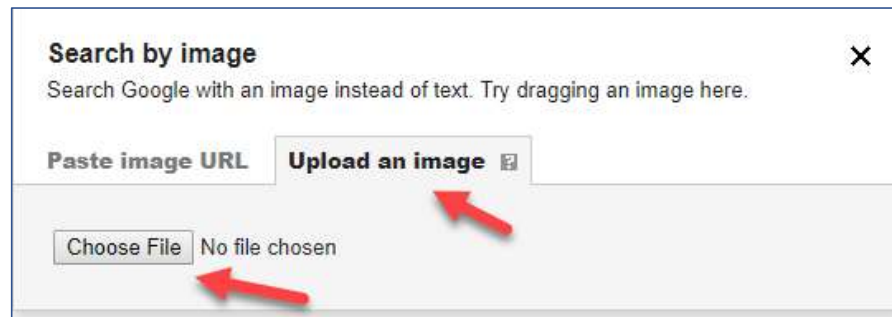 Search by image
Search Google with an image instead of text. Try dragging an image here.
Paste image URL
Upload an image ?
Choose File No file chosen